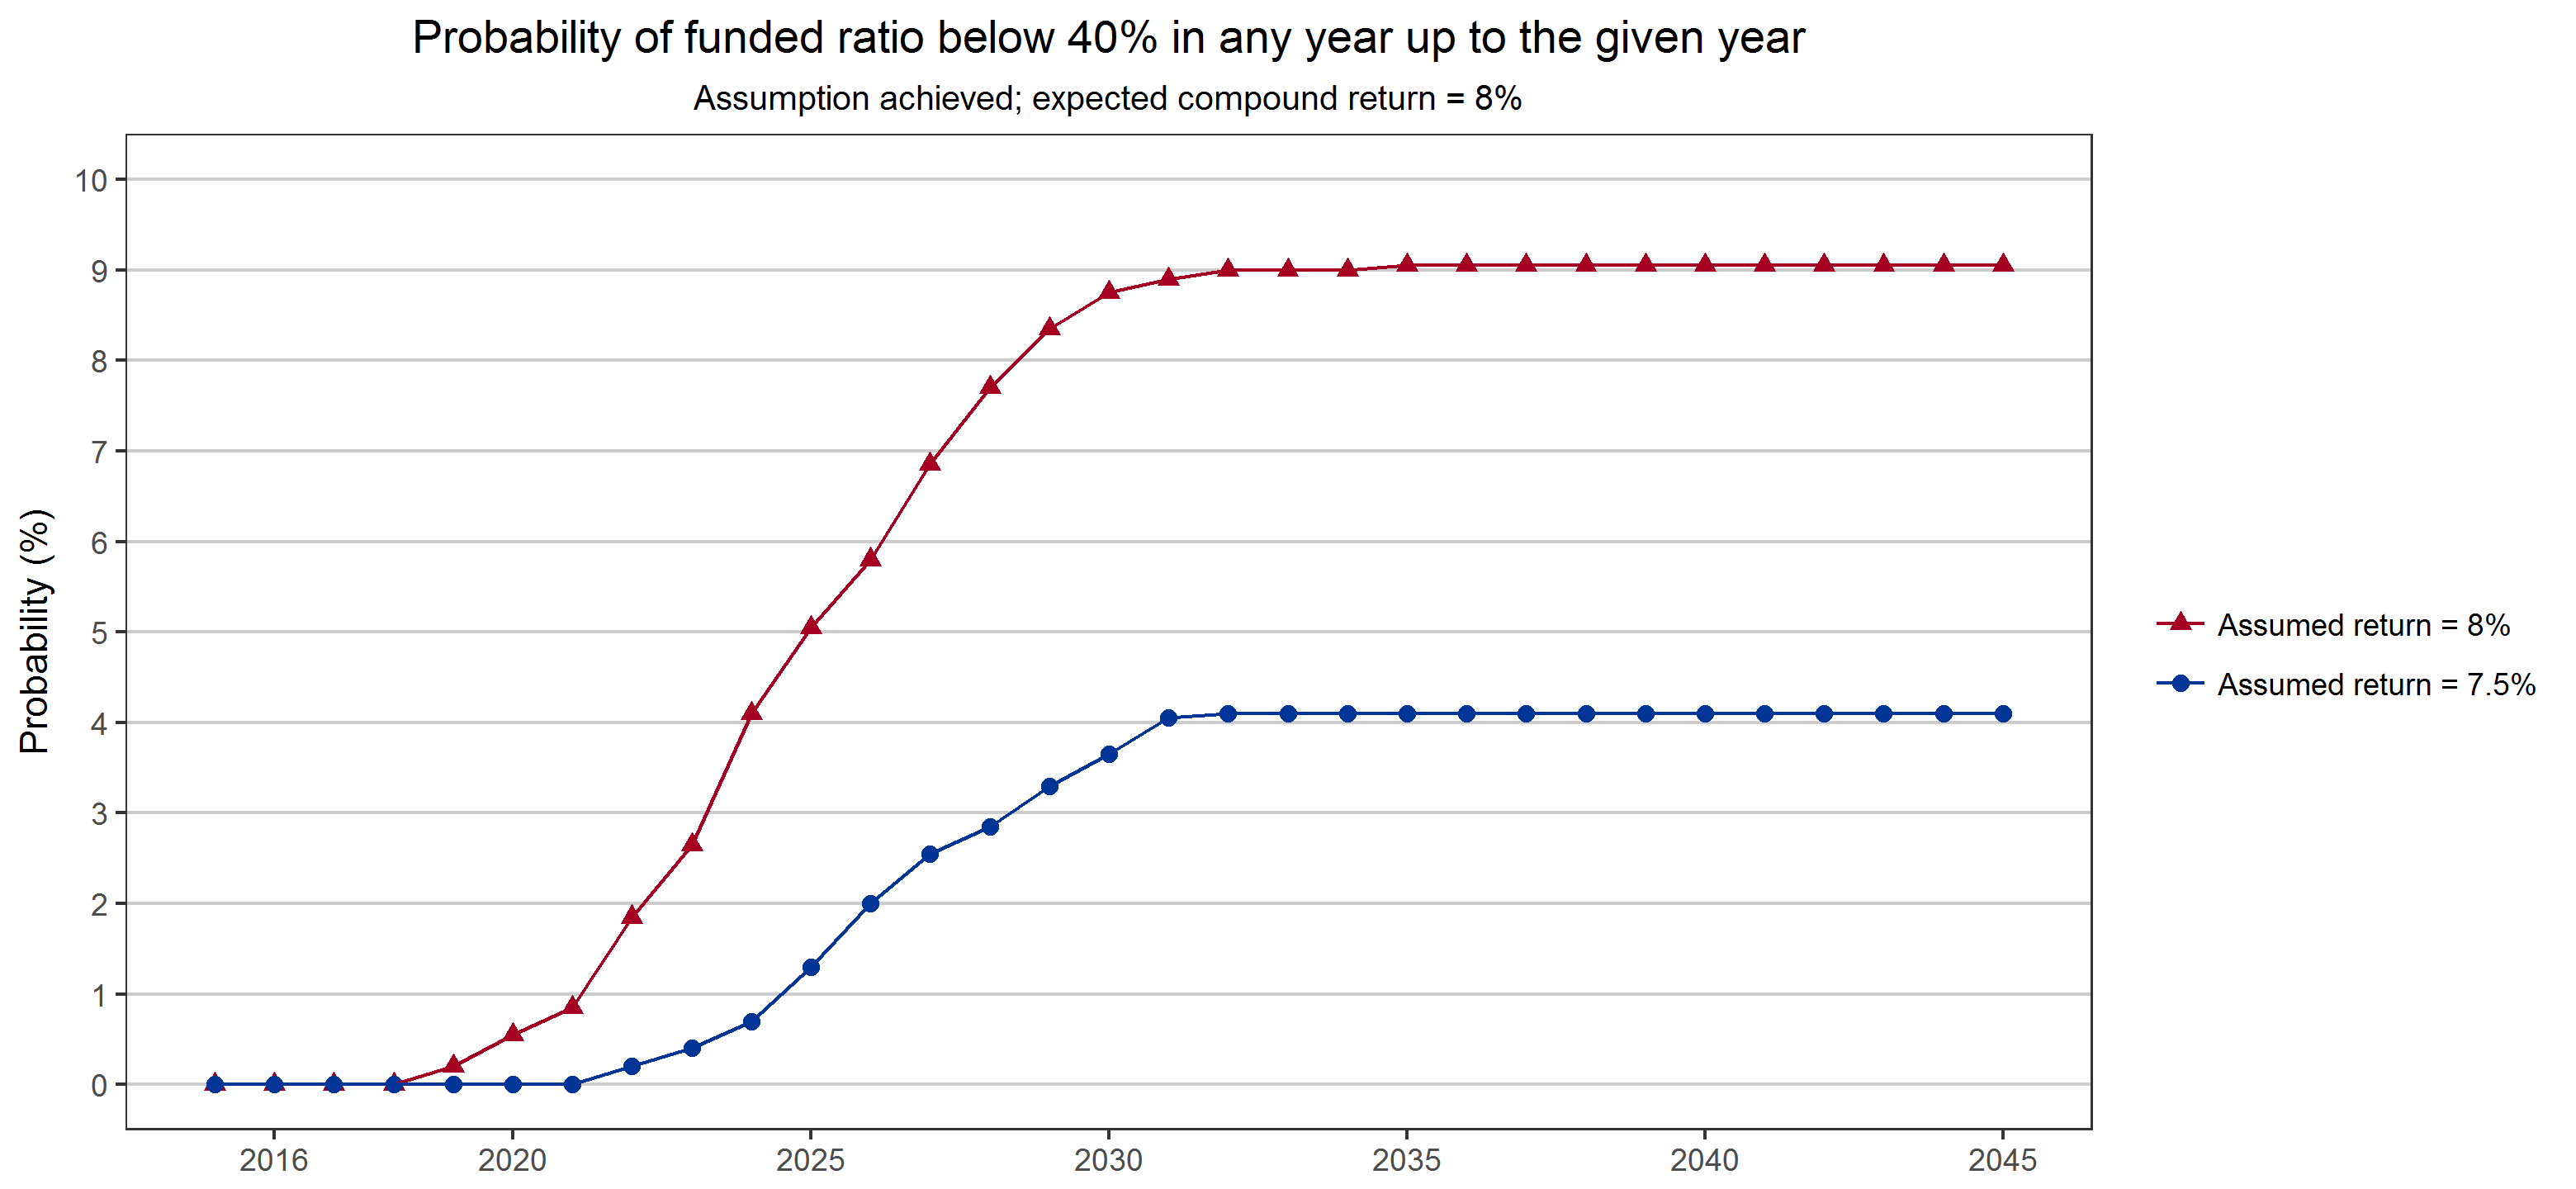 Probability of funded ratio below 40% in any year up to the given year
Assumption achieved; expected compound return = 8%
Probability (%)
10
9
8
7
6
5
4
3
2
1
0
2016 2020 2025 2030 2035 2040 2045
Assumed return = 8%
Assumed return = 7.5%